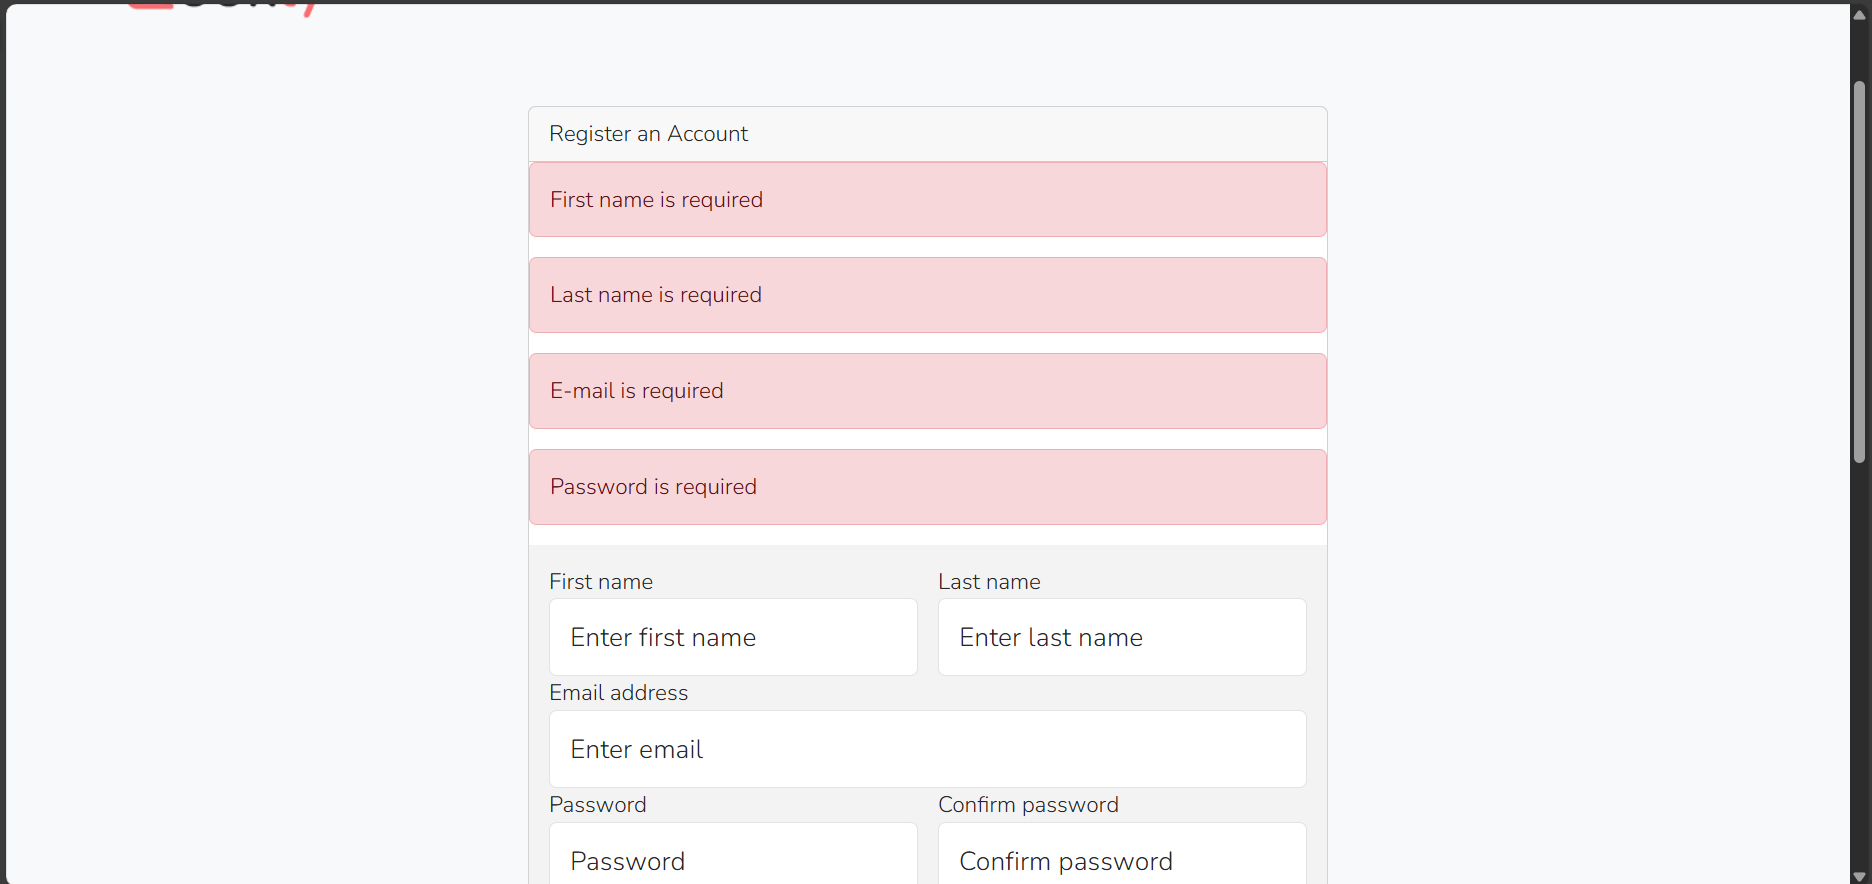 Register an Account
First name is required
Last name is required
E-mail is required
Password is required
First name
Last name
Enter first name
Enter last name
Email address
Enter email
Password
Confirm password
Password
Confirm password